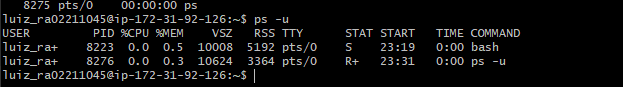 8275 pts/0    00:00:00 ps
luiz_ra02211045@ip-172-31-92-126:~$ ps -u
USER       PID %CPU %MEM    VSZ   RSS TTY      STAT START   TIME COMMAND
luiz_ra+  8223  0.0  0.5  10008  5192 pts/0    S    23:19   0:00 bash
luiz_ra+  8276  0.0  0.3  10624  3364 pts/0    R+   23:31   0:00 ps -u
luiz_ra02211045@ip-172-31-92-126:~$